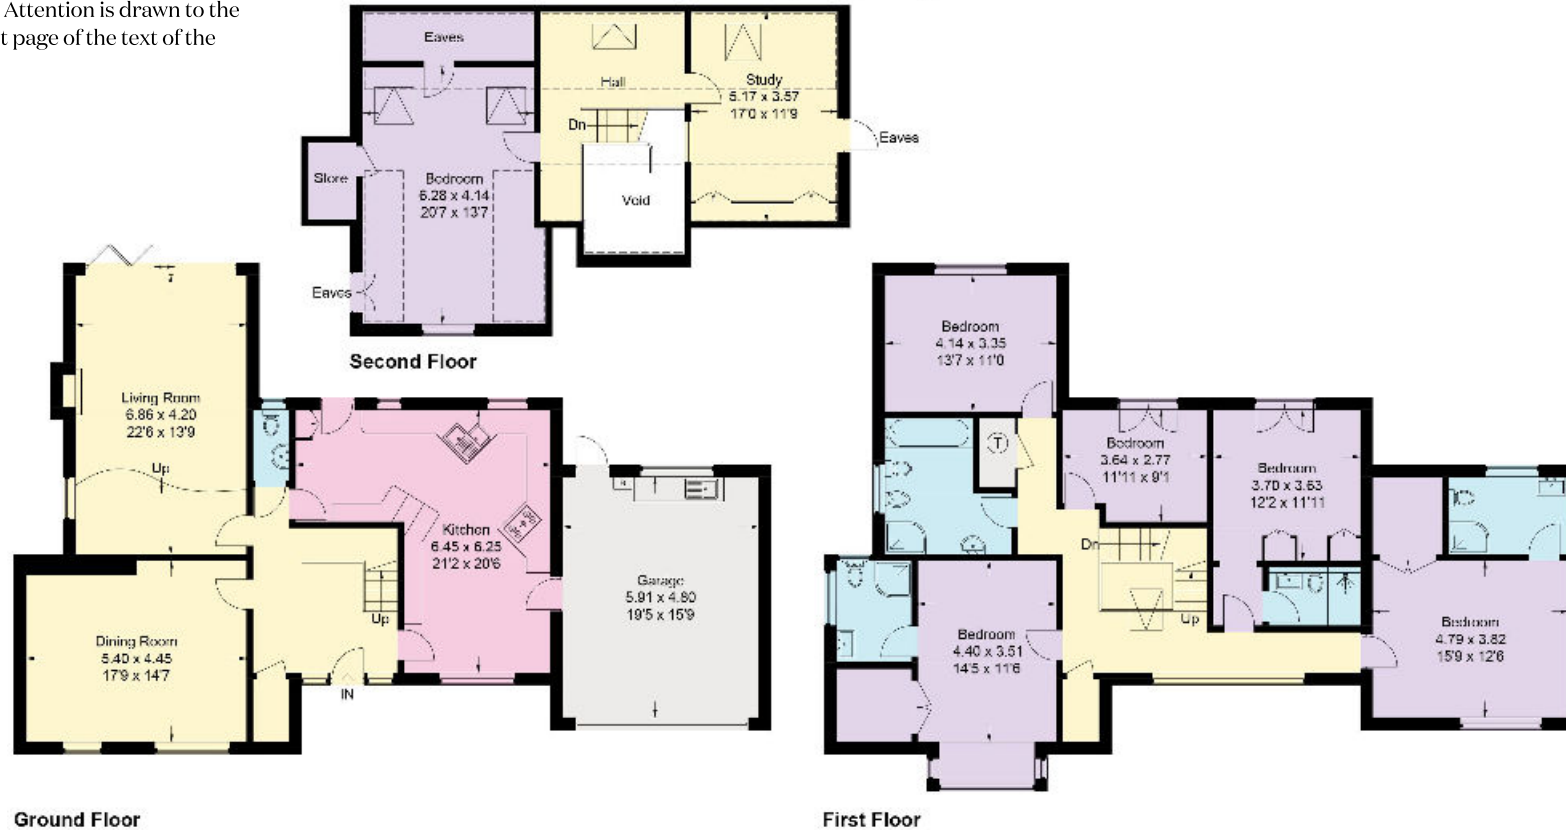 Attention is drawn to the
t page of the text of the
Eaves
Hall
Study
5.17 x 3.57
17'0 x 11'9
Dn
Eaves
Store
Bedroom
6.28 x 4.14
20'7 x 13'7
Void
Eaves
Second Floor
Living Room
6.86 x 4.20
22'6 x 13'9
Up
Kitchen
6.45 x 6.25
21'2 x 20'6
Garage
5.91 x 4.80
19'5 x 15'9
Up
Dining Room
5.40 x 4.45
17'9 x 14'7
IN
Ground Floor
Bedroom
4.14 x 3.35
13'7 x 11'0
T
Bedroom
3.64 x 2.77
11'11 x 9'1
Bedroom
3.70 x 3.63
12'2 x 11'11
Dn
Up
Bedroom
4.40 x 3.51
14'5 x 11'6
Bedroom
4.79 x 3.82
15'9 x 12'6
First Floor